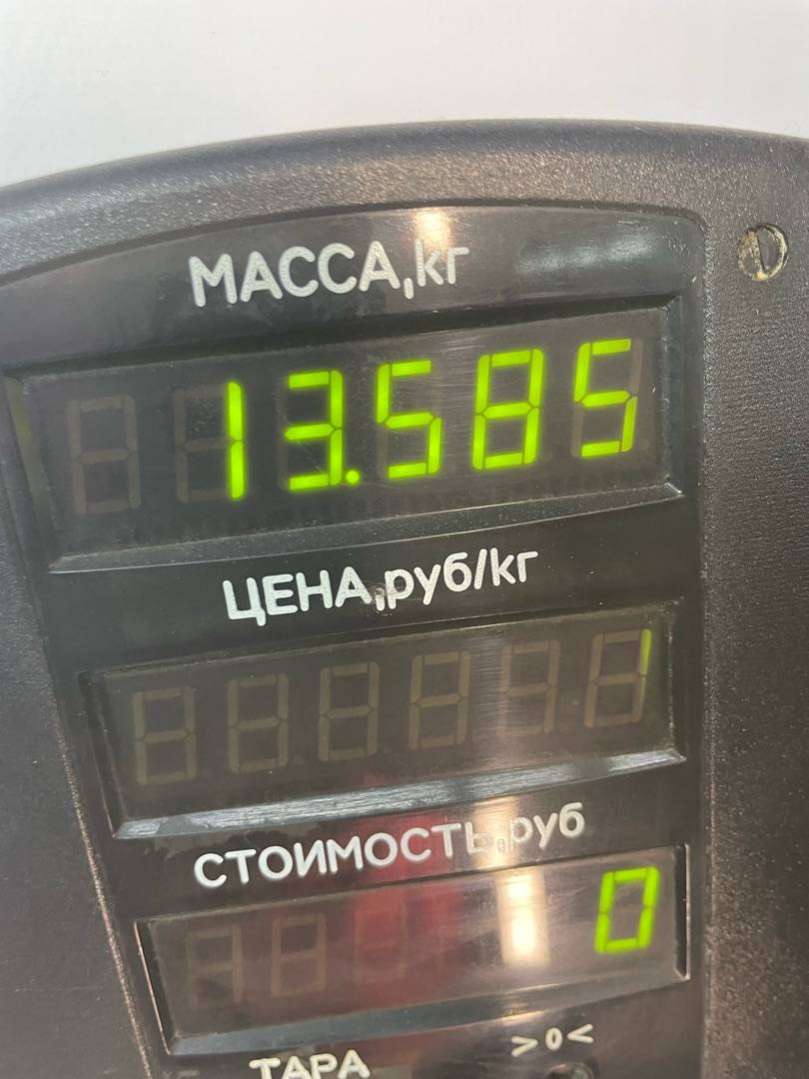 МАССА,кг
13.585
ЦЕНА,руб/кг
СТОИМОСТЬ,руб
0
>0<
ТАРА